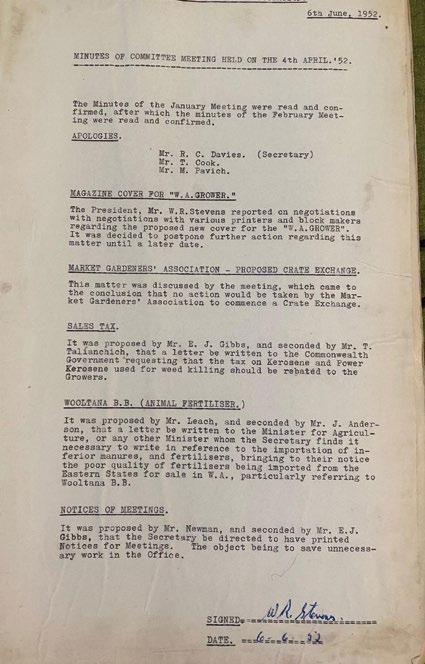 6th June, 1952.
MINUTES OF COMMITTEE MEETING HELD ON THE 4th APRIL.'52.
The Minutes of the January Meeting were read and con-
firmed, after which the minutes of the February Meet-
ing were read and confirmed.
APOLOGIES.
Mr. R. C. Davies. (Secretary)
Mr. T. Cook.
Mr. M. Pavich.
MAGAZINE COVER FOR "W.A.GROWER."
The President, Mr. W.R.Stevens reported on negotiations
with negotiations with various printers and block makers
regarding the proposed new cover for the "W.A.GROWER".
It was decided to postpone further action regarding this
matter until a later date.
MARKET GARDENERS' ASSOCIATION - PROPOSED CRATE EXCHANGE.
This matter was discussed by the meeting, which came to
the conclusion that no action would be taken by the Mar-
ket Gardeners' Association to commence a Crate Exchange.
SALES TAX.
It was proposed by Mr. E. J. Gibbs, and seconded by Mr. T.
Talianchich, that a letter be written to the Commonwealth
Government requesting that the tax on Kerosene and Power
Kerosene used for weed killing should be rebated to the
Growers.
WOOLTANA B.B. (ANIMAL FERTILISER.)
It was proposed by Mr. Leach, and seconded by Mr. J. Ander-
son, that a letter be written to the Minister for Agricul-
ture, or any other Minister whom the Secretary finds it
necessary to write in reference to the importation of in-
ferior manures, and fertilisers, bringing to their notice
the poor quality of fertilisers being imported from the
Eastern States for sale in W.A., particularly referring to
Wooltana B.B.
NOTICES OF MEETINGS.
It was proposed by Mr. Newman, and seconded by Mr. E.J.
Gibbs, that the Secretary be directed to have printed
Notices for Meetings. The object being to save unnecess-
ary work in the Office.
SIGNED. W R Stevens.
DATE. 6-6-52